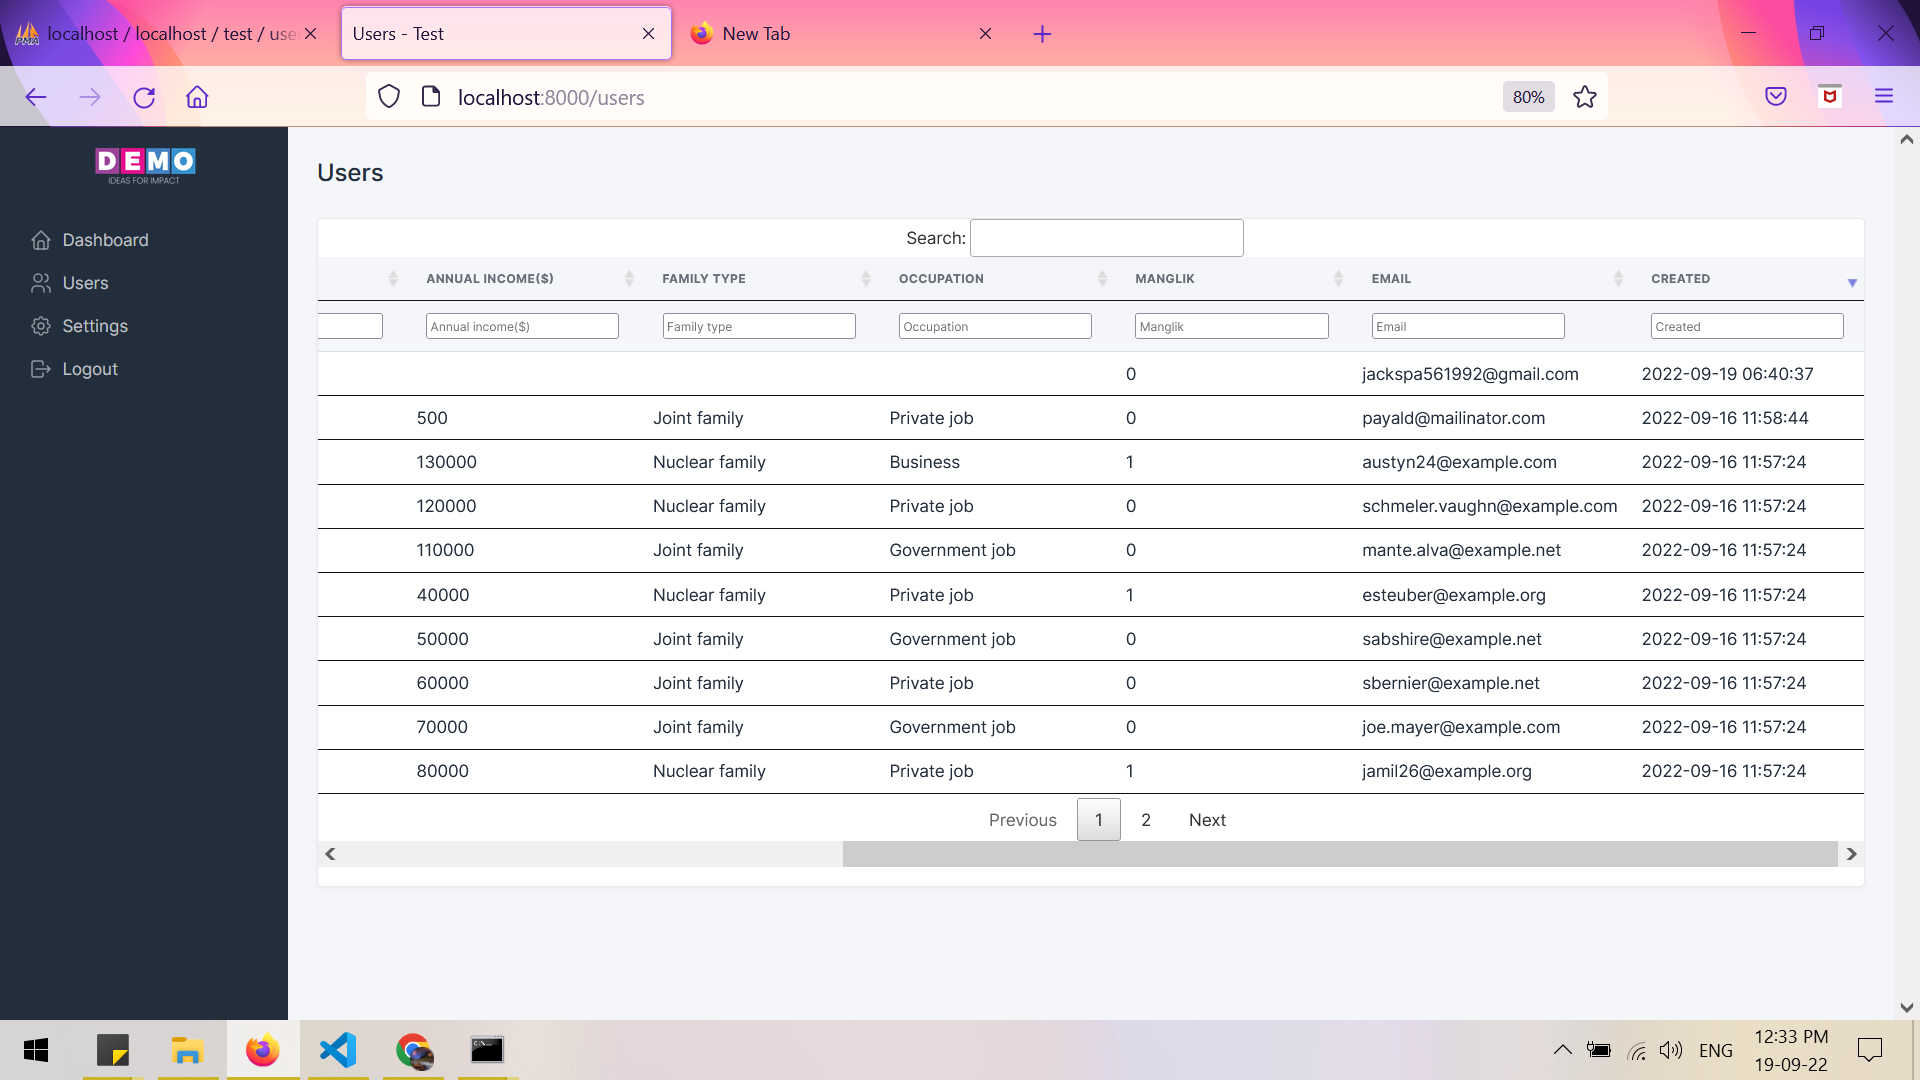 localhost / localhost / test / use
Users - Test
New Tab
localhost:8000/users
80%
DEMO
IDEAS FOR IMPACT
Dashboard
Users
Settings
Logout
Users
Search:
ANNUAL INCOME($) FAMILY TYPE OCCUPATION MANGLIK EMAIL CREATED
Annual income($) Family type Occupation Manglik Email Created
0 jackspa561992@gmail.com 2022-09-19 06:40:37
500 Joint family Private job 0 payald@mailinator.com 2022-09-16 11:58:44
130000 Nuclear family Business 1 austyn24@example.com 2022-09-16 11:57:24
120000 Nuclear family Private job 0 schmeler.vaughn@example.com 2022-09-16 11:57:24
110000 Joint family Government job 0 mante.alva@example.net 2022-09-16 11:57:24
40000 Nuclear family Private job 1 esteuber@example.org 2022-09-16 11:57:24
50000 Joint family Government job 0 sabshire@example.net 2022-09-16 11:57:24
60000 Joint family Private job 0 sbernier@example.net 2022-09-16 11:57:24
70000 Joint family Government job 0 joe.mayer@example.com 2022-09-16 11:57:24
80000 Nuclear family Private job 1 jamil26@example.org 2022-09-16 11:57:24
Previous 1 2 Next
ENG
12:33 PM
19-09-22